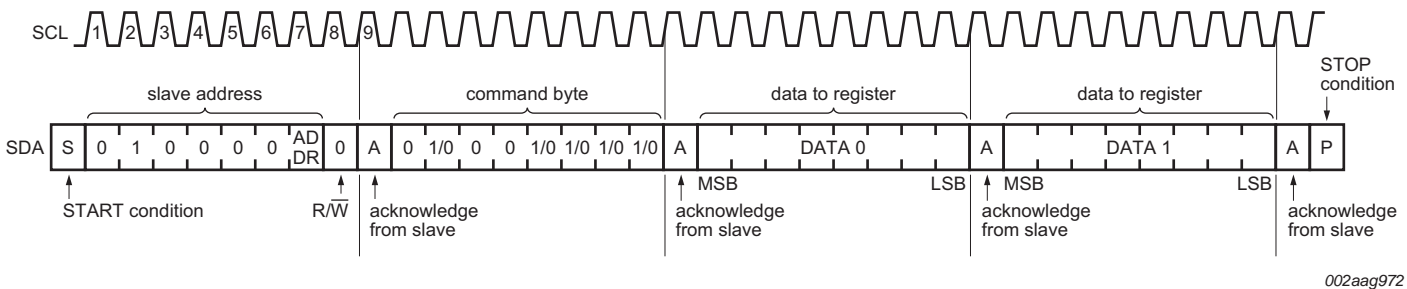 SCL 1 2 3 4 5 6 7 8 9
STOP
condition
slave address command byte data to register data to register
SDA S 0 1 0 0 0 0 AD DR 0 A 0 1/0 0 0 1/0 1/0 1/0 1/0 A DATA 0 A DATA 1 A P
MSB LSB MSB LSB
START condition R/W̅ acknowledge from slave acknowledge from slave acknowledge from slave acknowledge from slave
002aag972